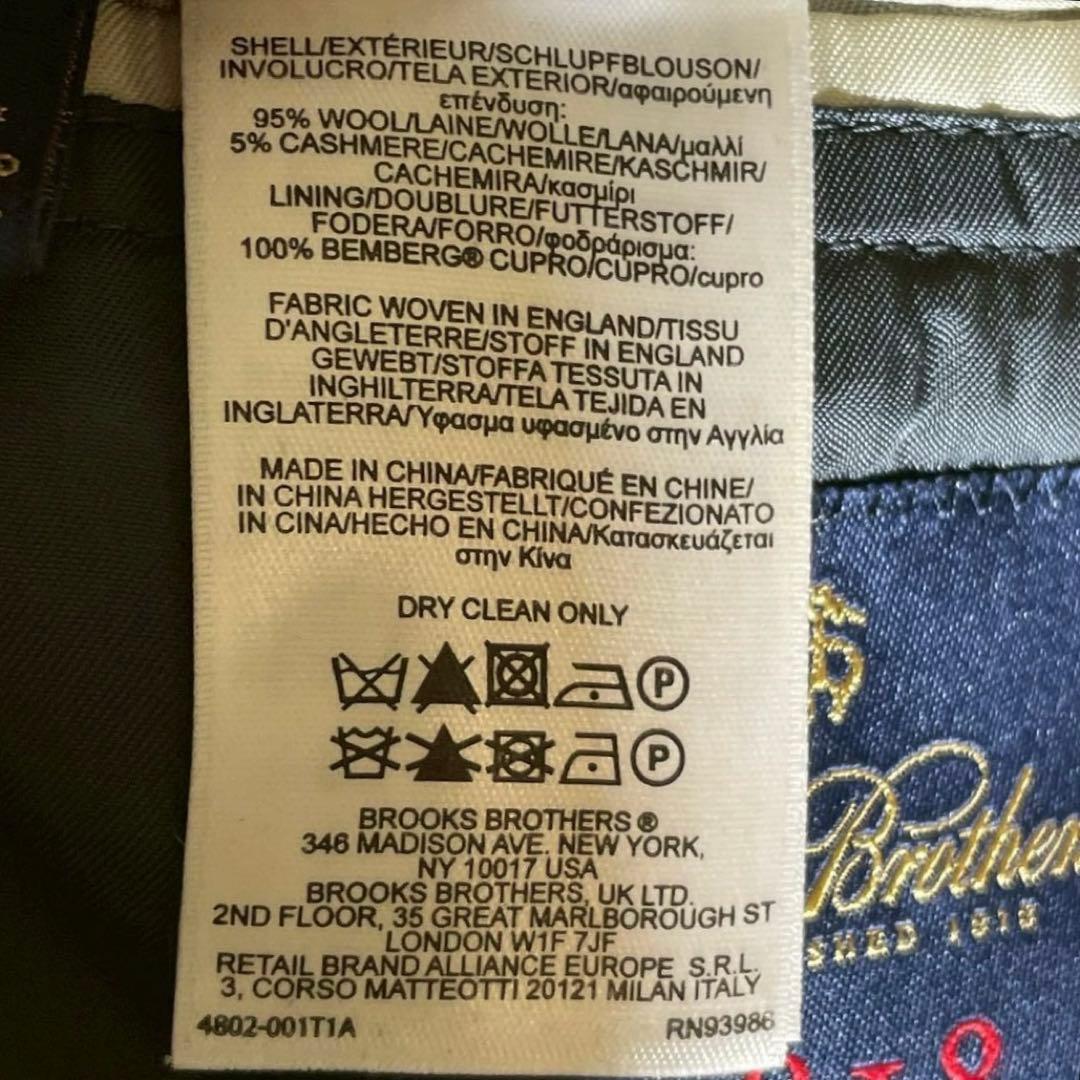 SHELL/EXTÉRIEUR/SCHLUPFBLOUSON/
INVOLUCRO/TELA EXTERIOR/αφαιρούμενη
επένδυση:
95% WOOL/LAINE/WOLLE/LANA/μαλλί
5% CASHMERE/CACHEMIRE/KASCHMIR/
CACHEMIRA/κασμίρι
LINING/DOUBLURE/FUTTERSTOFF/
FODERA/FORRO/φοδράρισμα:
100% BEMBERG® CUPRO/CUPRO/cupro
FABRIC WOVEN IN ENGLAND/TISSU
D'ANGLETERRE/STOFF IN ENGLAND
GEWEBT/STOFFA TESSUTA IN
INGHILTERRA/TELA TEJIDA EN
INGLATERRA/Υφασμα υφασμένο στην Αγγλία
MADE IN CHINA/FABRIQUÉ EN CHINE/
IN CHINA HERGESTELLT/CONFEZIONATO
IN CINA/HECHO EN CHINA/Κατασκευάζεται
στην Κίνα
DRY CLEAN ONLY
P
P
BROOKS BROTHERS ®
346 MADISON AVE. NEW YORK,
NY 10017 USA
BROOKS BROTHERS, UK LTD.
2ND FLOOR, 35 GREAT MARLBOROUGH ST
LONDON W1F 7JF
RETAIL BRAND ALLIANCE EUROPE S.R.L.
3, CORSO MATTEOTTI 20121 MILAN ITALY
4802-001T1A RN93986
Brothers
SHED 1818